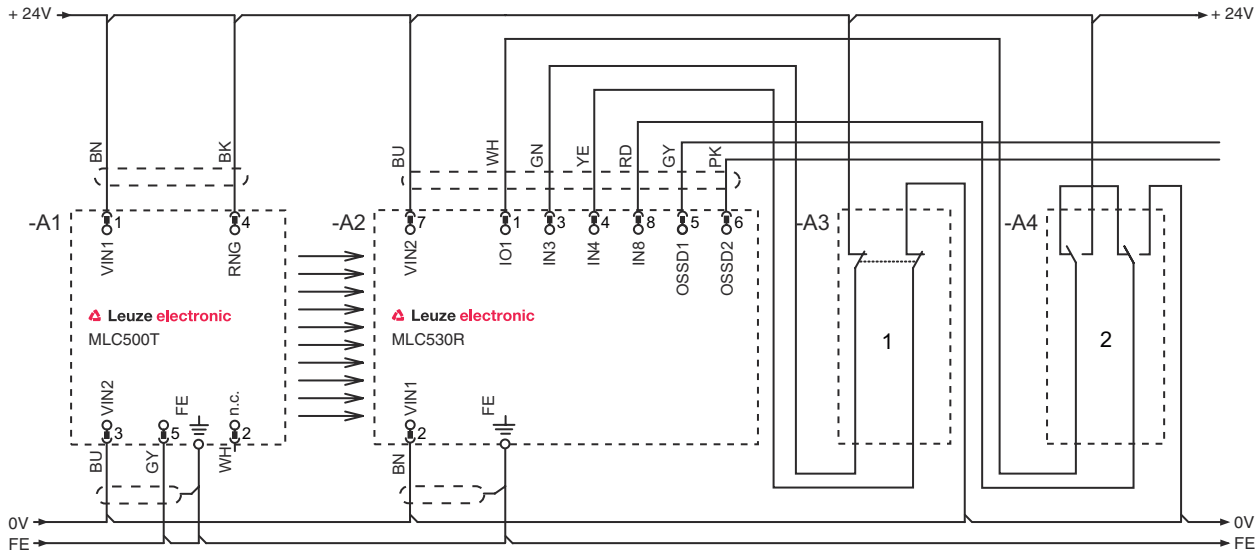 + 24V
+ 24V
BN
BK
BU
WH
GN
YE
RD
GY
PK
-A1
1
4
-A2
7
1
3
4
8
5
6
-A3
-A4
VIN1
RNG
VIN2
IO1
IN3
IN4
IN8
OSSD1
OSSD2
Leuze electronic
MLC500T
Leuze electronic
MLC530R
1
2
VIN2
FE
n.c.
VIN1
FE
3
5
2
2
BU
GY
WH
BN
0V
0V
FE
FE